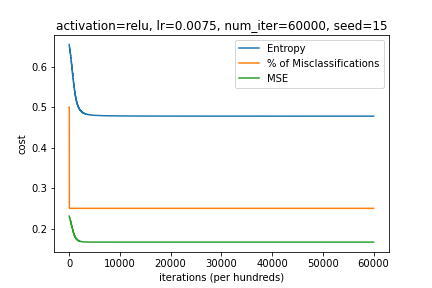 activation=relu, lr=0.0075, num_iter=60000, seed=15
Entropy
% of Misclassifications
MSE
cost
0.6
0.5
0.4
0.3
0.2
0 10000 20000 30000 40000 50000 60000
iterations (per hundreds)